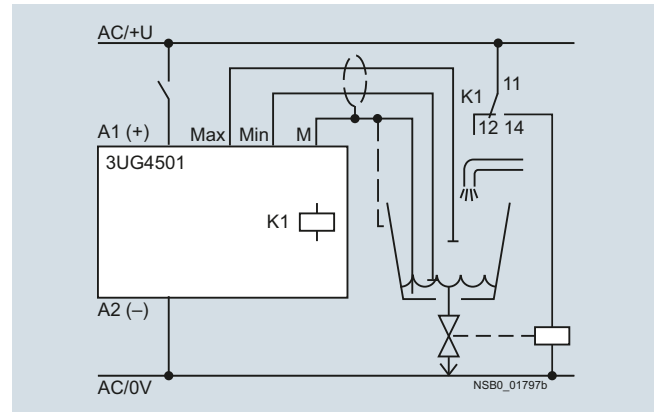 AC/+U
11
K1
12 14
A1 (+) Max Min M
3UG4501
K1
A2 (–)
AC/0V
NSB0_01797b